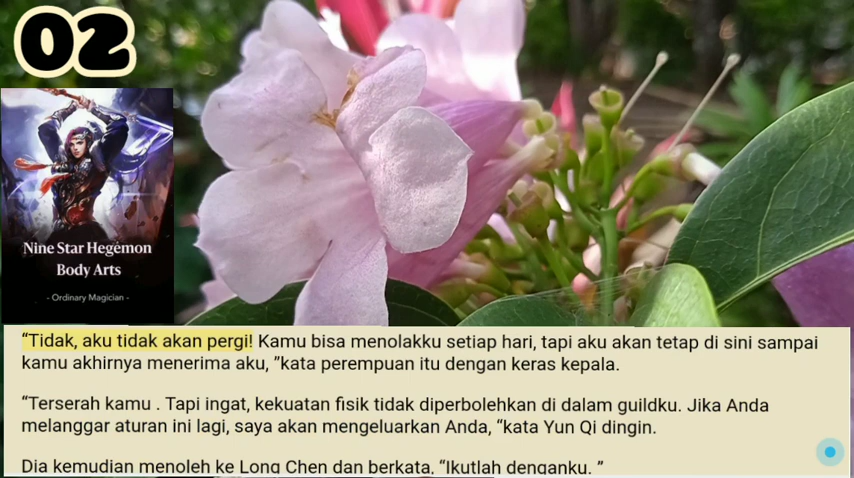 02
Nine Star Hegemon
Body Arts
- Ordinary Magician -
“Tidak, aku tidak akan pergi! Kamu bisa menolakku setiap hari, tapi aku akan tetap di sini sampai
kamu akhirnya menerima aku, ”kata perempuan itu dengan keras kepala.
“Terserah kamu . Tapi ingat, kekuatan fisik tidak diperbolehkan di dalam guildku. Jika Anda
melanggar aturan ini lagi, saya akan mengeluarkan Anda, “kata Yun Qi dingin.
Dia kemudian menoleh ke Long Chen dan berkata, “Ikutlah denganku. ”